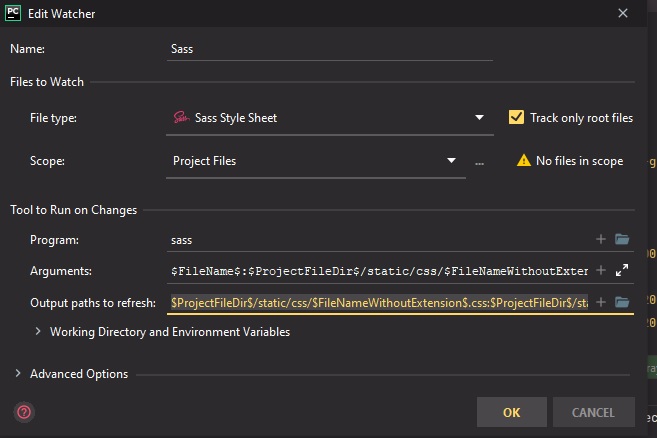 PC Edit Watcher
Name: Sass
Files to Watch
File type: Sass Sass Style Sheet Track only root files
Scope: Project Files ... No files in scope
Tool to Run on Changes
Program: sass
Arguments: $FileName$:$ProjectFileDir$/static/css/$FileNameWithoutExter
Output paths to refresh: $ProjectFileDir$/static/css/$FileNameWithoutExtension$.css:$ProjectFileDir$/sta
Working Directory and Environment Variables
Advanced Options
? OK CANCEL